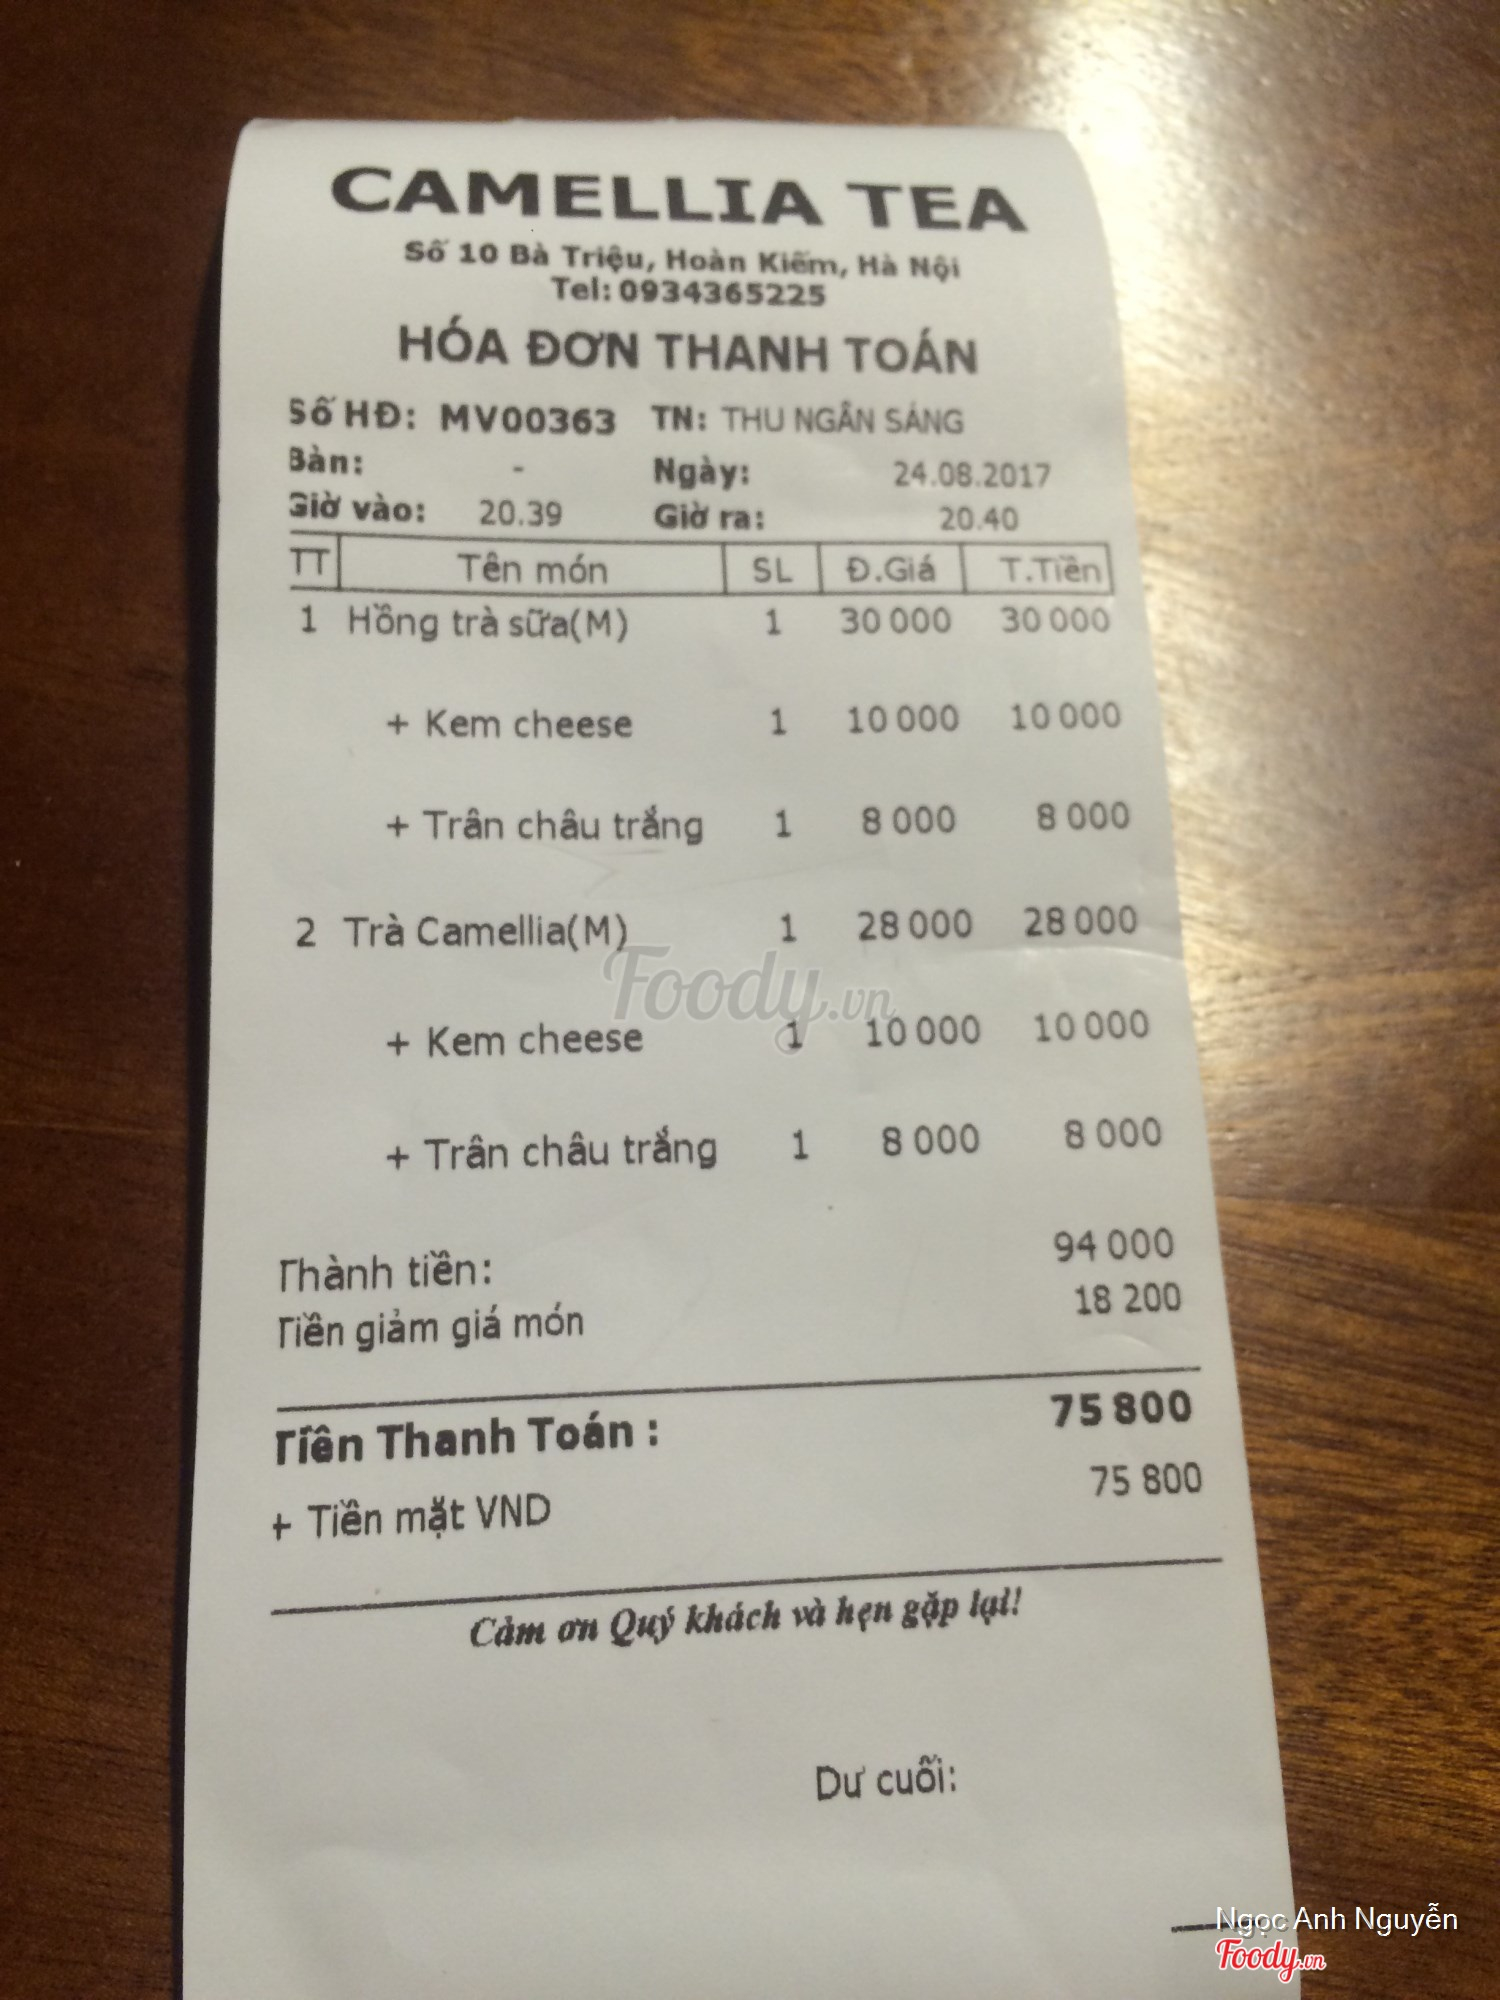 CAMELLIA TEA
Số 10 Bà Triệu, Hoàn Kiếm, Hà Nội
Tel: 0934365225
HÓA ĐƠN THANH TOÁN
Số HĐ: MV00363 TN: THU NGÂN SÁNG
Bàn: - Ngày: 24.08.2017
Giờ vào: 20.39 Giờ ra: 20.40
TT Tên món SL Đ.Giá T.Tiền
1 Hồng trà sữa(M) 1 30 000 30 000
+ Kem cheese 1 10 000 10 000
+ Trân châu trắng 1 8 000 8 000
2 Trà Camellia(M) 1 28 000 28 000
Foody.vn
+ Kem cheese 1 10 000 10 000
+ Trân châu trắng 1 8 000 8 000
Thành tiền: 94 000
Tiền giảm giá món 18 200
Tiền Thanh Toán : 75 800
+ Tiền mặt VND 75 800
Cảm ơn Quý khách và hẹn gặp lại!
Dư cuối:
Ngọc Anh Nguyễn
Foody.vn